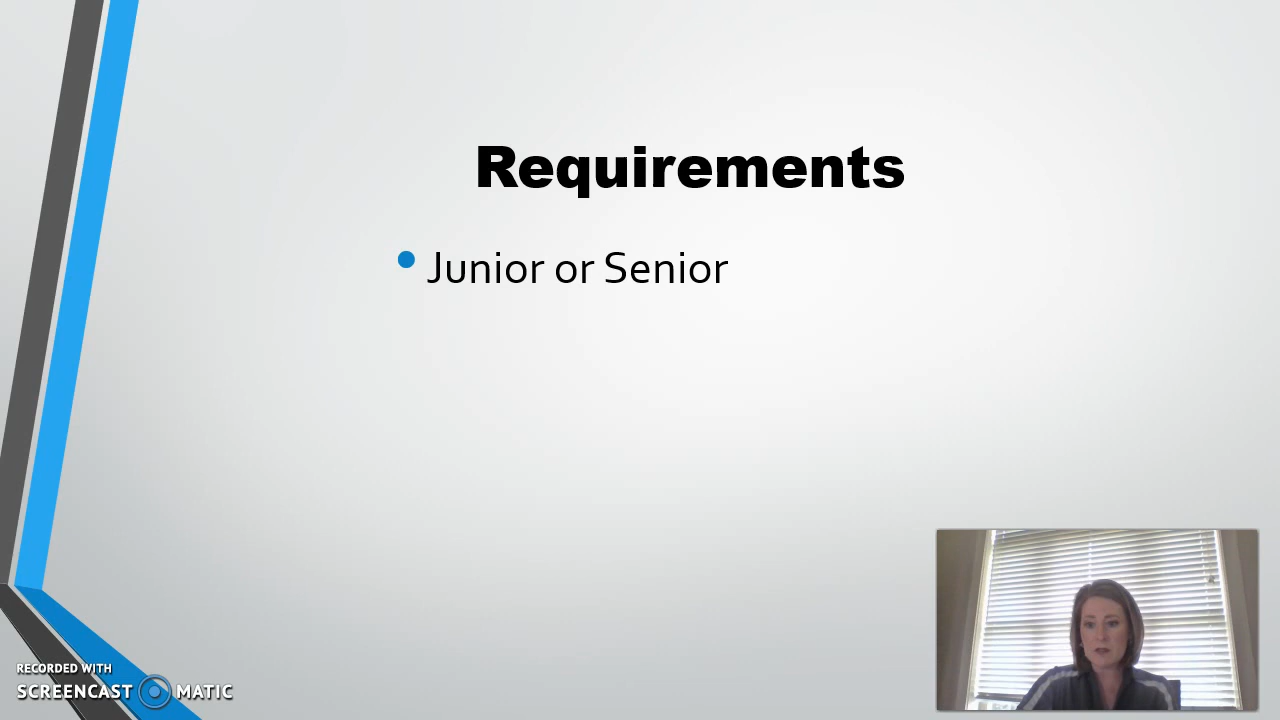 Requirements
Junior or Senior
RECORDED WITH
SCREENCAST MATIC